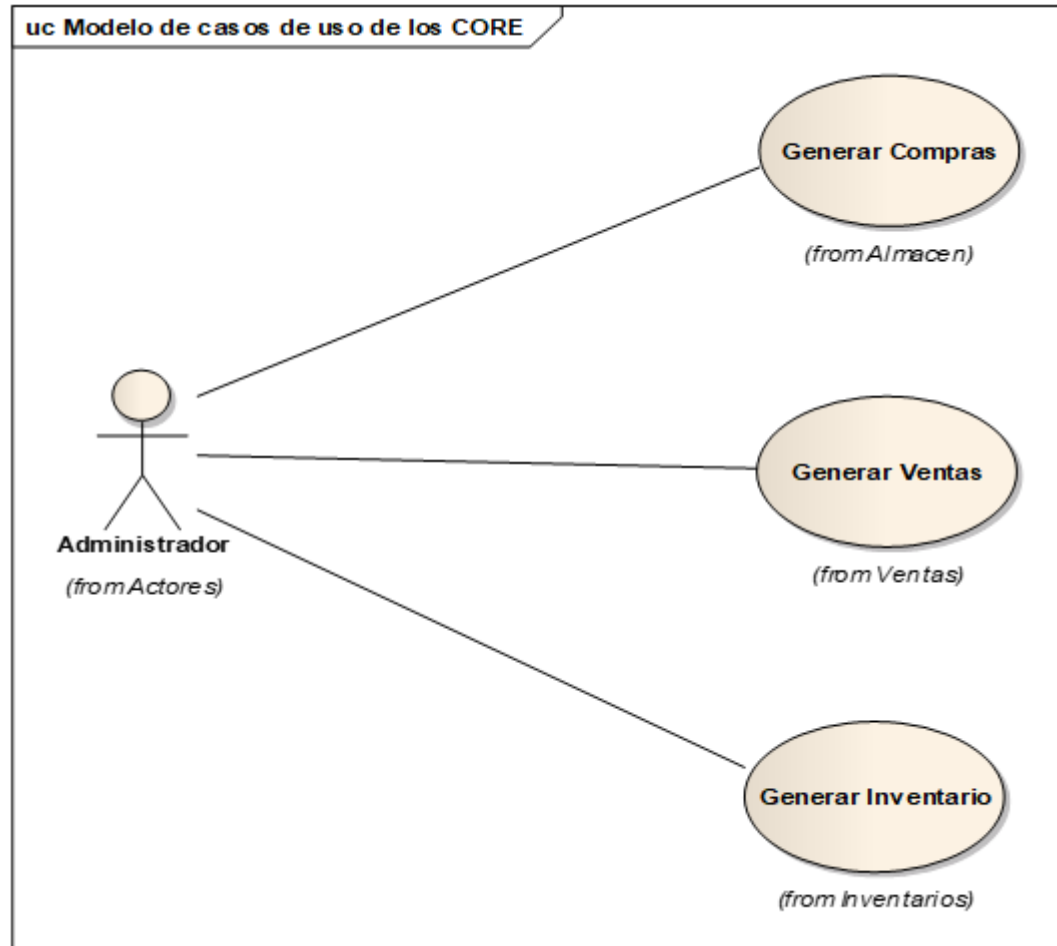 uc Modelo de casos de uso de los CORE
Generar Compras
(from Almacen)
Generar Ventas
(from Ventas)
Administrador
(from Actores)
Generar Inventario
(from Inventarios)